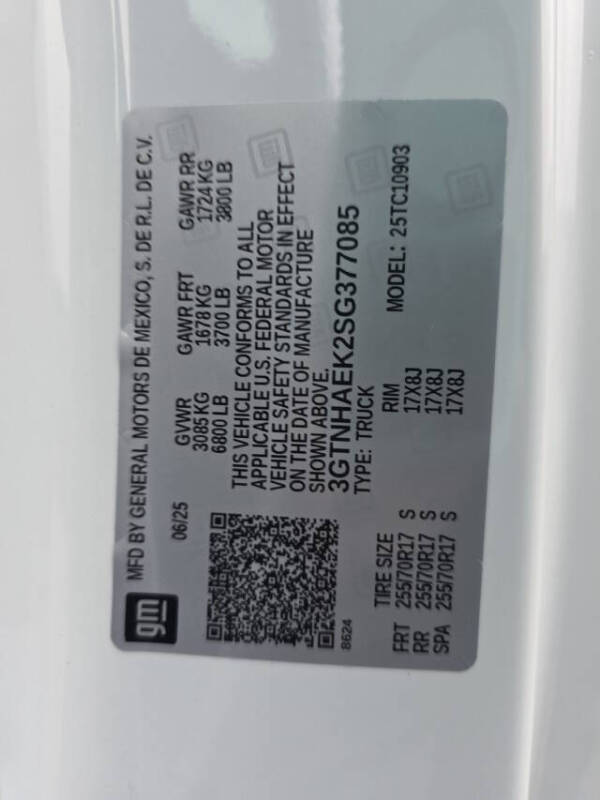 gm
MFD BY GENERAL MOTORS DE MEXICO, S. DE R.L. DE C.V.
06/25
GVWR GAWR FRT GAWR RR
3085 KG 1678 KG 1724 KG
6800 LB 3700 LB 3800 LB
THIS VEHICLE CONFORMS TO ALL
APPLICABLE U.S. FEDERAL MOTOR
VEHICLE SAFETY STANDARDS IN EFFECT
ON THE DATE OF MANUFACTURE
SHOWN ABOVE.
3GTNHAEK2SG377085
TYPE: TRUCK
8624
MODEL: 25TC10903
TIRE SIZE RIM
FRT 255/70R17 S 17X8J
RR 255/70R17 S 17X8J
SPA 255/70R17 S 17X8J